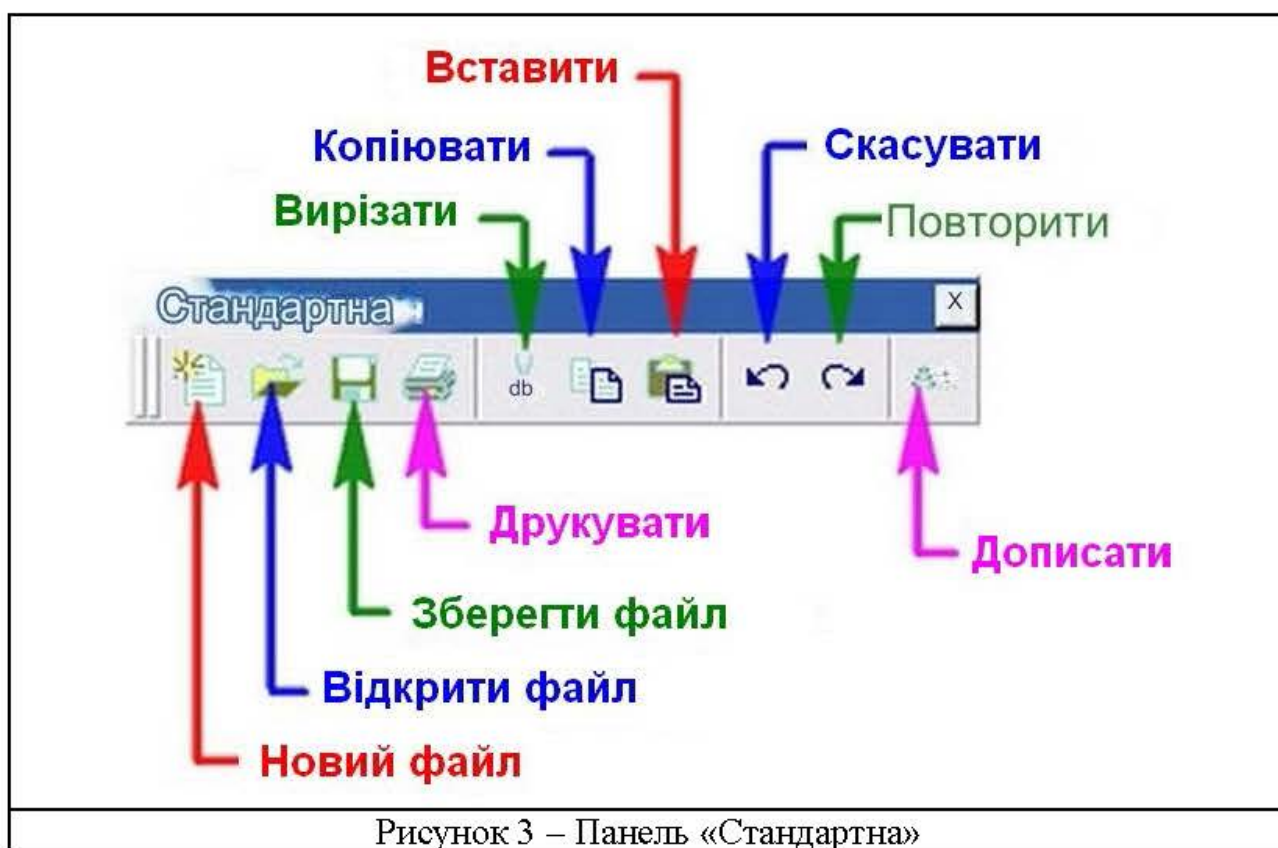 Вставити
Копіювати
Скасувати
Вирізати
Повторити
Стандартна
X
db
Друкувати
Дописати
Зберегти файл
Відкрити файл
Новий файл
Рисунок 3 – Панель «Стандартна»